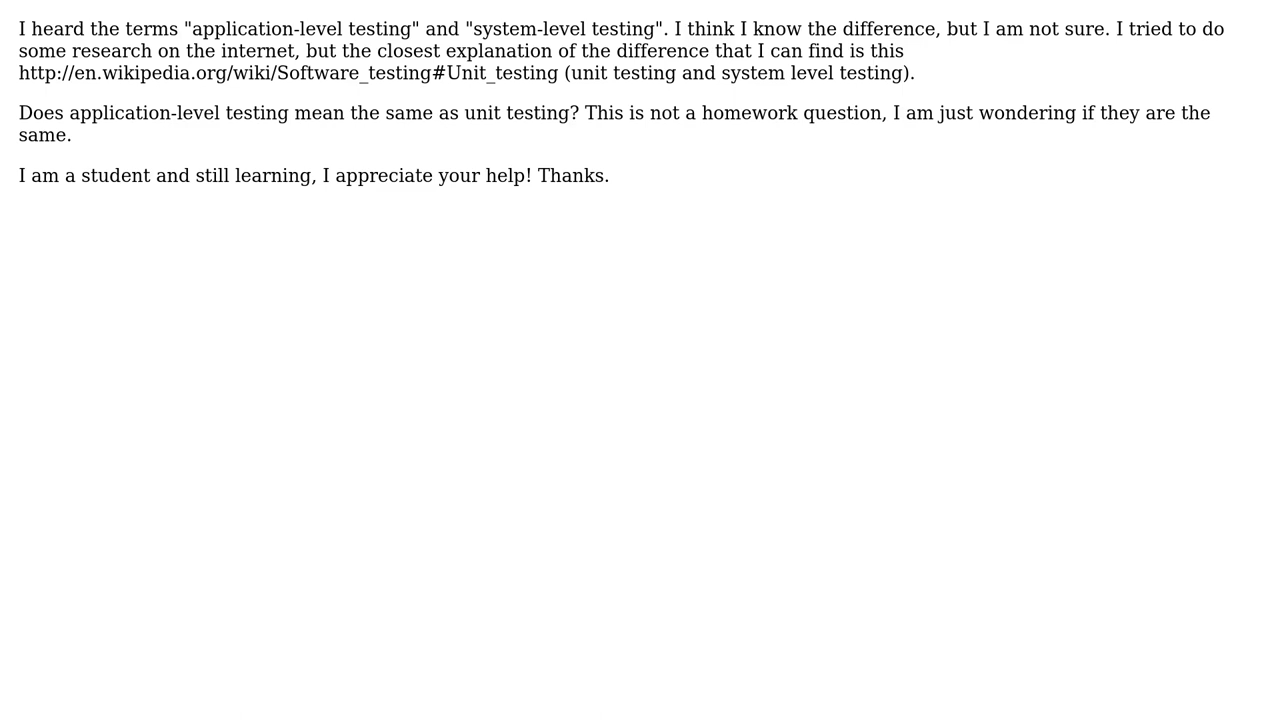 I heard the terms "application-level testing" and "system-level testing". I think I know the difference, but I am not sure. I tried to do
some research on the internet, but the closest explanation of the difference that I can find is this
http://en.wikipedia.org/wiki/Software_testing#Unit_testing (unit testing and system level testing).
Does application-level testing mean the same as unit testing? This is not a homework question, I am just wondering if they are the
same.
I am a student and still learning, I appreciate your help! Thanks.